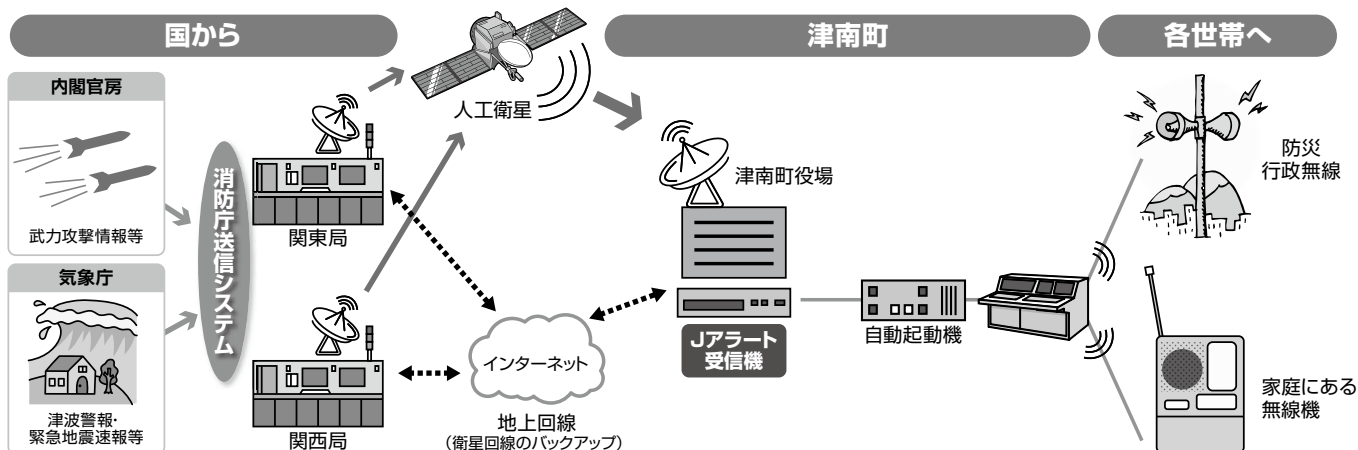 国から
津南町
各世帯へ
内閣官房
武力攻撃情報等
気象庁
津波警報・
緊急地震速報等
消防庁送信システム
関東局
関西局
人工衛星
インターネット
地上回線
(衛星回線のバックアップ)
津南町役場
Jアラート
受信機
自動起動機
防災
行政無線
家庭にある
無線機